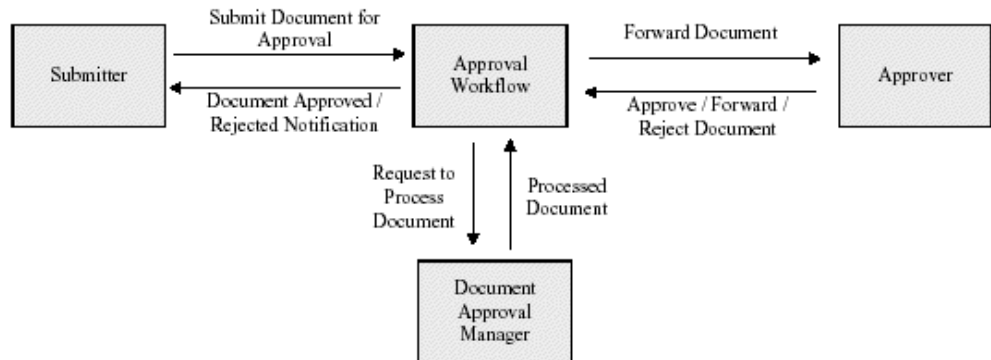 Submit Document for
Approval
Submitter
Document Approved /
Rejected Notification
Approval
Workflow
Forward Document
Approve / Forward /
Reject Document
Approver
Request to
Process
Document
Processed
Document
Document
Approval
Manager